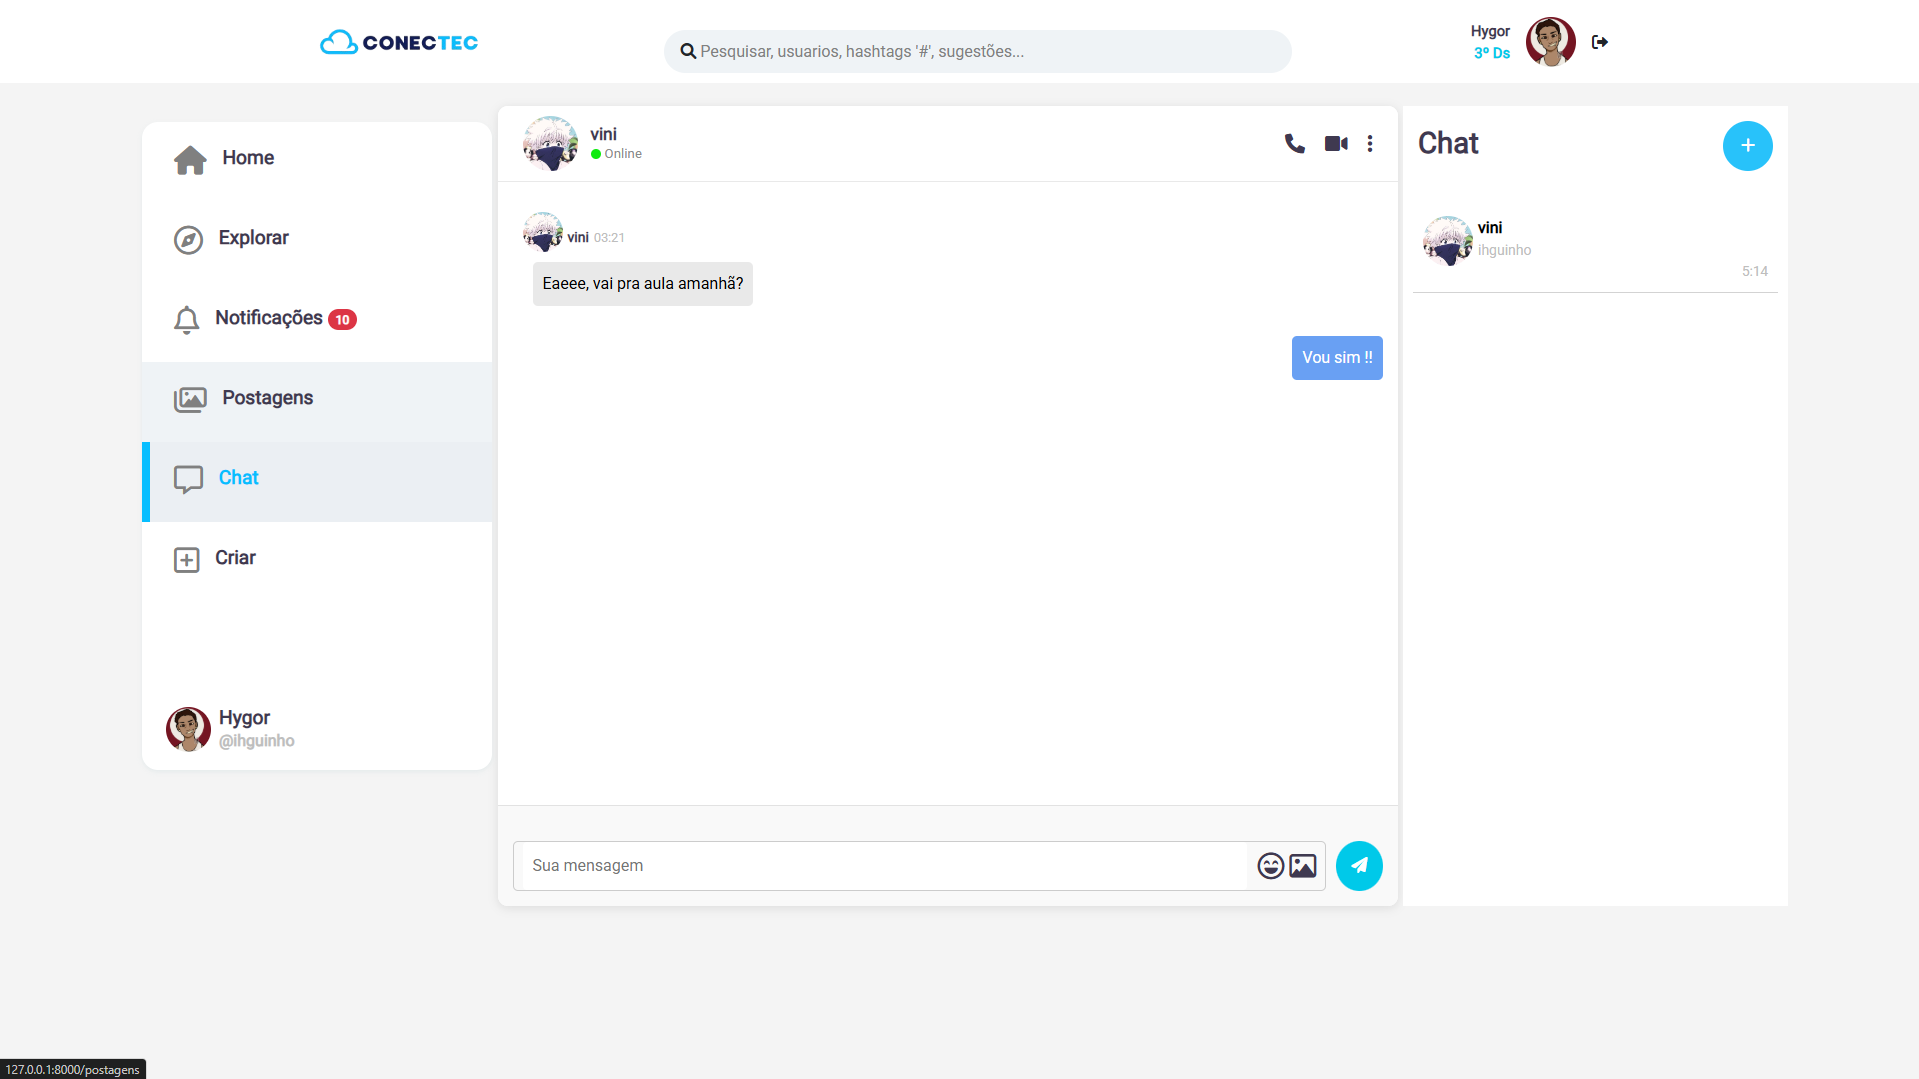 CONECTEC
Pesquisar, usuarios, hashtags '#', sugestões...
Hygor
3º Ds
Home
Explorar
Notificações 10
Postagens
Chat
Criar
Hygor
@ihguinho
vini
Online
vini 03:21
Eaeee, vai pra aula amanhã?
Vou sim !!
Sua mensagem
Chat
+
vini
ihguinho
5:14
127.0.0.1:8000/postagens